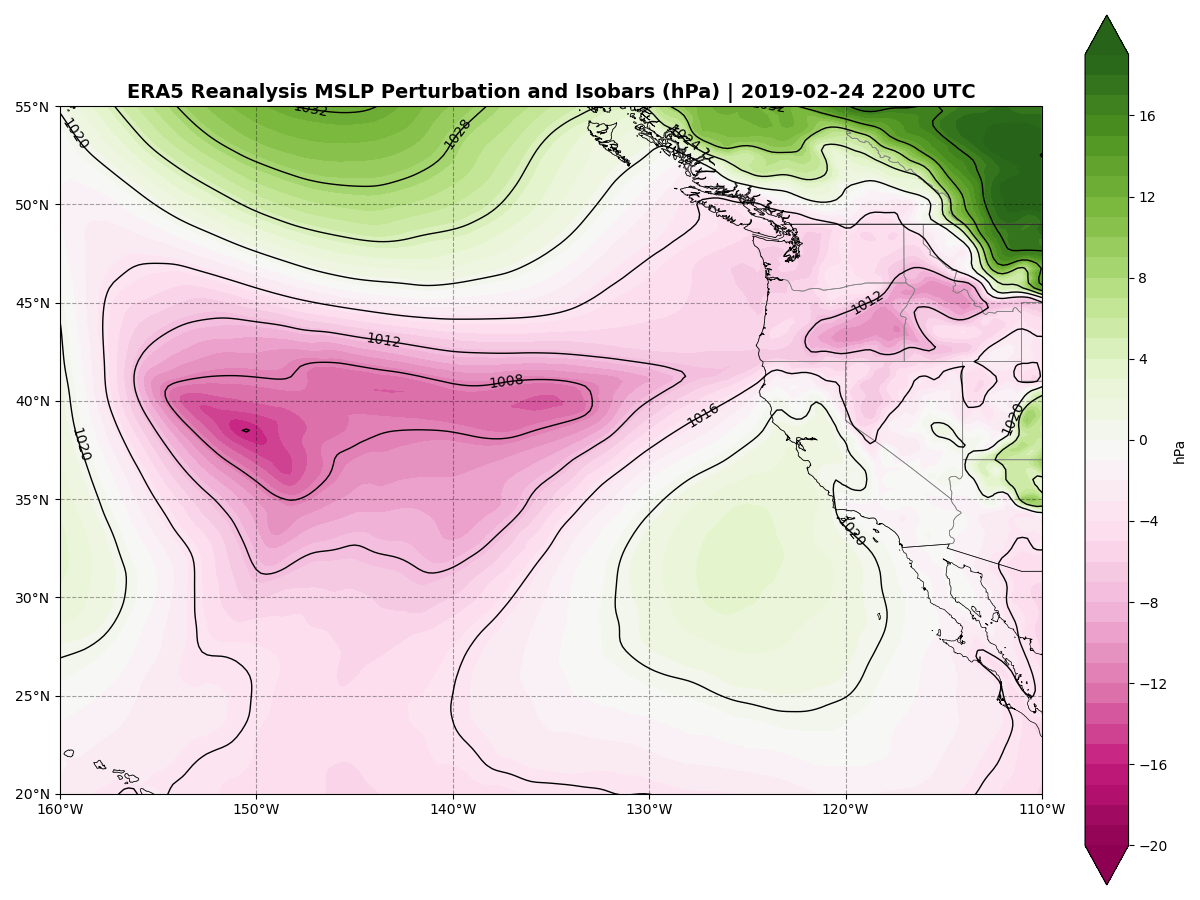 ERA5 Reanalysis MSLP Perturbation and Isobars (hPa) | 2019-02-24 2200 UTC
55°N
50°N
45°N
40°N
35°N
30°N
25°N
20°N
160°W
150°W
140°W
130°W
120°W
110°W
1020
1032
1028
1024
1032
1012
1012
1008
1016
1020
1020
1020
16
12
8
4
0
−4
−8
−12
−16
−20
hPa